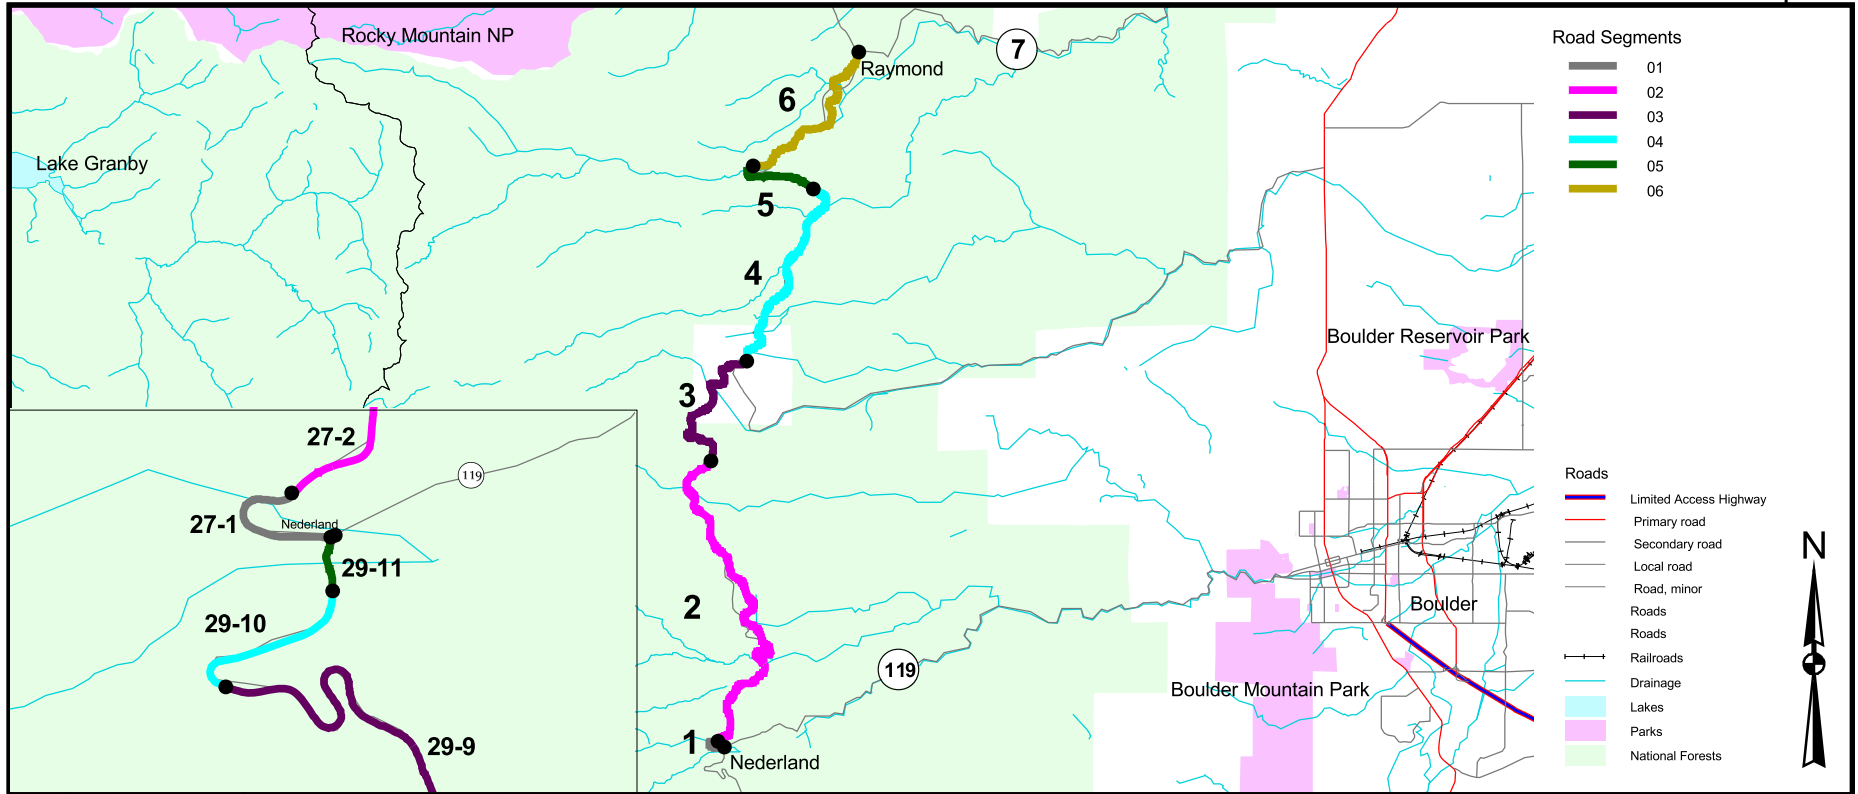 Rocky Mountain NP
7
Raymond
6
Lake Granby
5
4
3
2
119
1
Nederland
Boulder Reservoir Park
Boulder
Boulder Mountain Park
27-2
119
27-1
Nederland
29-11
29-10
29-9
Road Segments
01
02
03
04
05
06
Roads
Limited Access Highway
Primary road
Secondary road
Local road
Road, minor
Roads
Roads
Railroads
Drainage
Lakes
Parks
National Forests
N